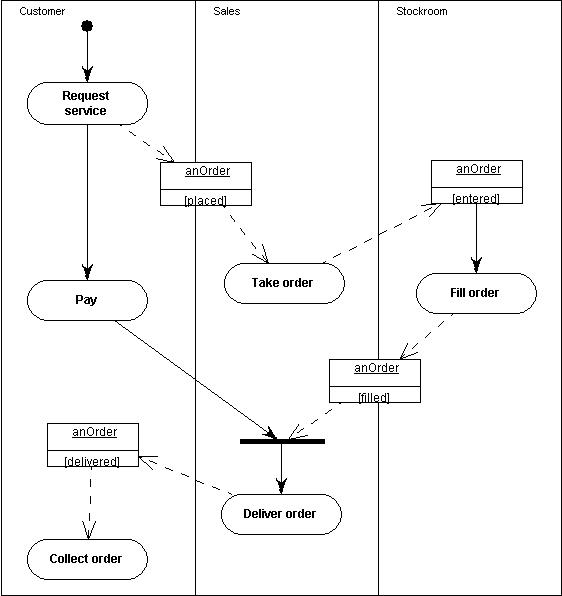 Customer
Sales
Stockroom
Request
service
anOrder
[placed]
anOrder
[entered]
Take order
Pay
Fill order
anOrder
[filled]
anOrder
[delivered]
Deliver order
Collect order